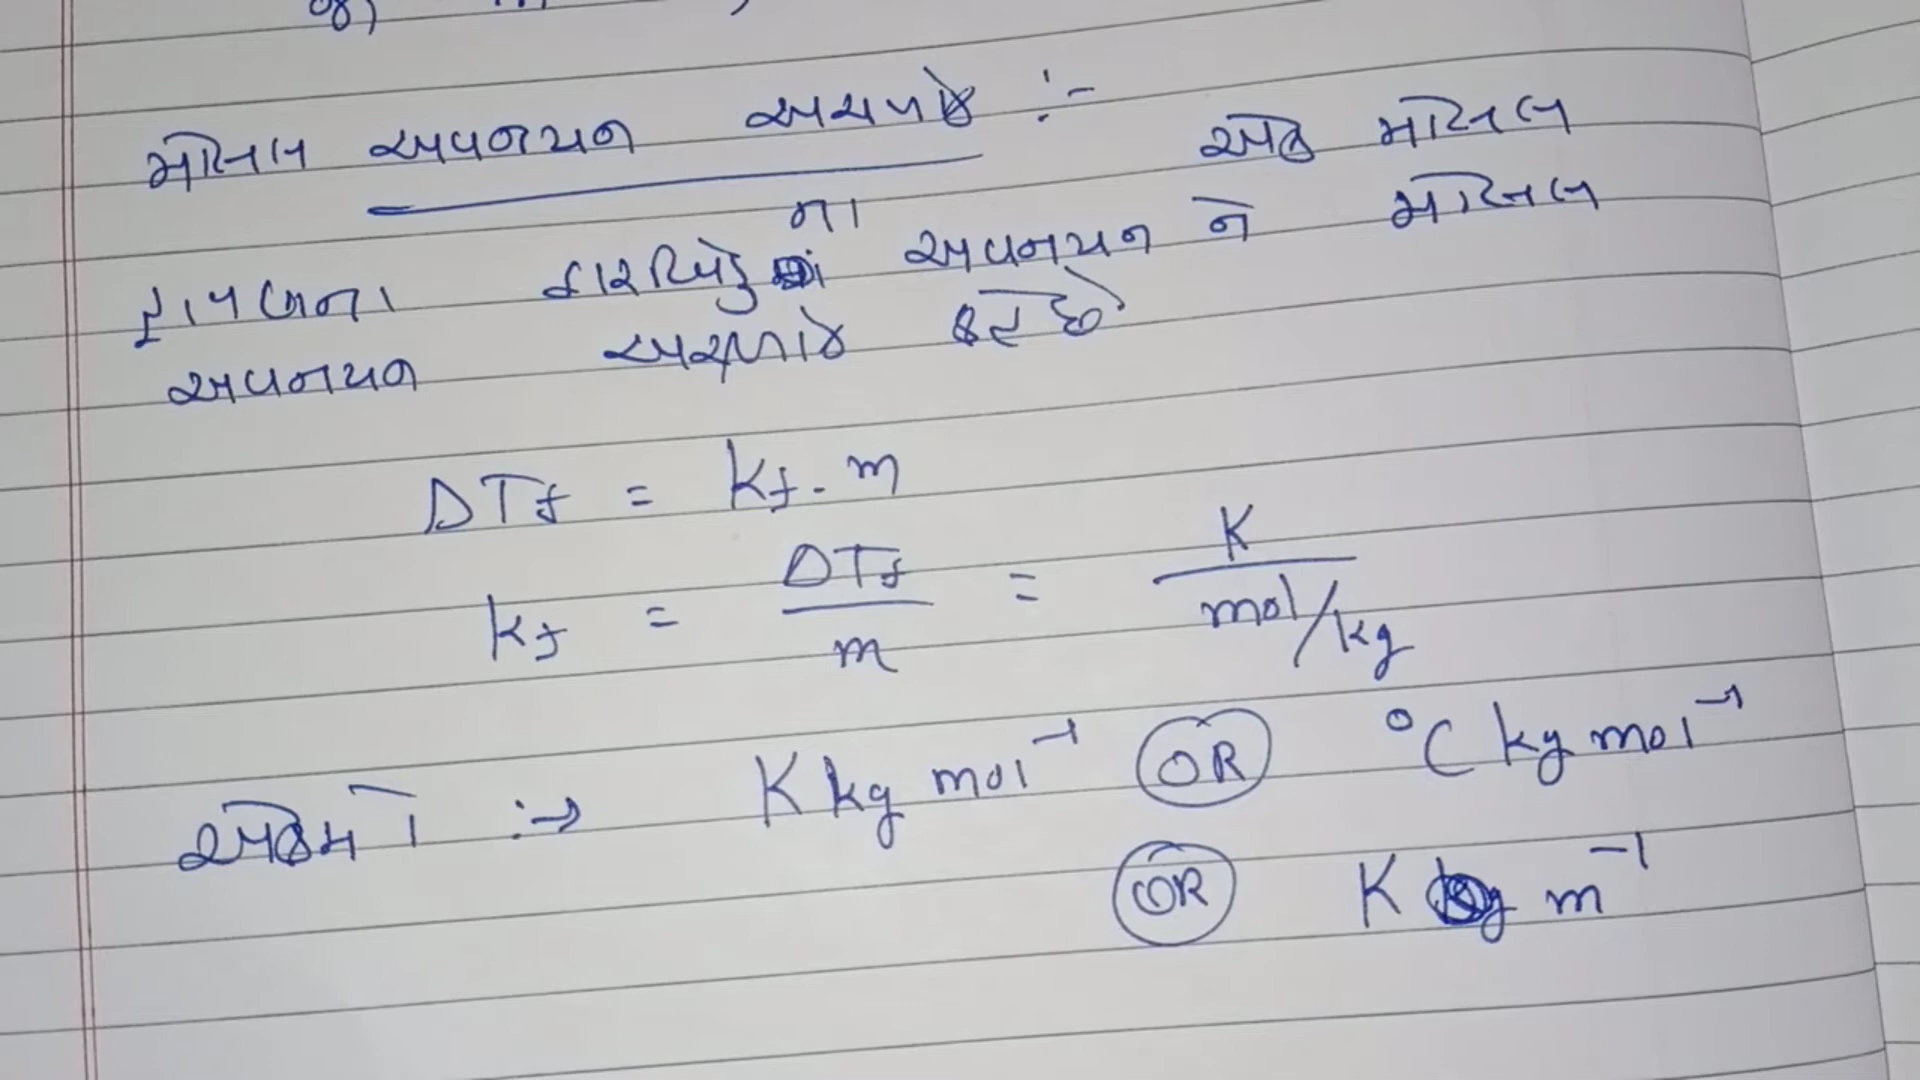 મોલલ અવનયન અચળાંક :-
એક મોલલ
દ્રાવણના ઠારબિંદુ ના અવનયન ને મોલલ
અવનયન અચળાંક કહે છે
ΔTf = kf . m
kf = ΔTf / m = K / mol/kg
એકમો :→ K kg mol⁻¹ OR °C kg mol⁻¹
OR K m⁻¹